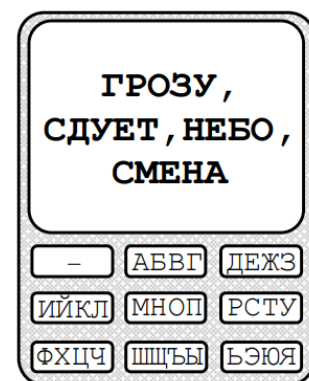 ГРОЗУ,
СДУЕТ,НЕБО,
СМЕНА
– АБВГ ДЕЖЗ
ИЙКЛ МНОП РСТУ
ФХЦЧ ШЩЪЫ ЬЭЮЯ